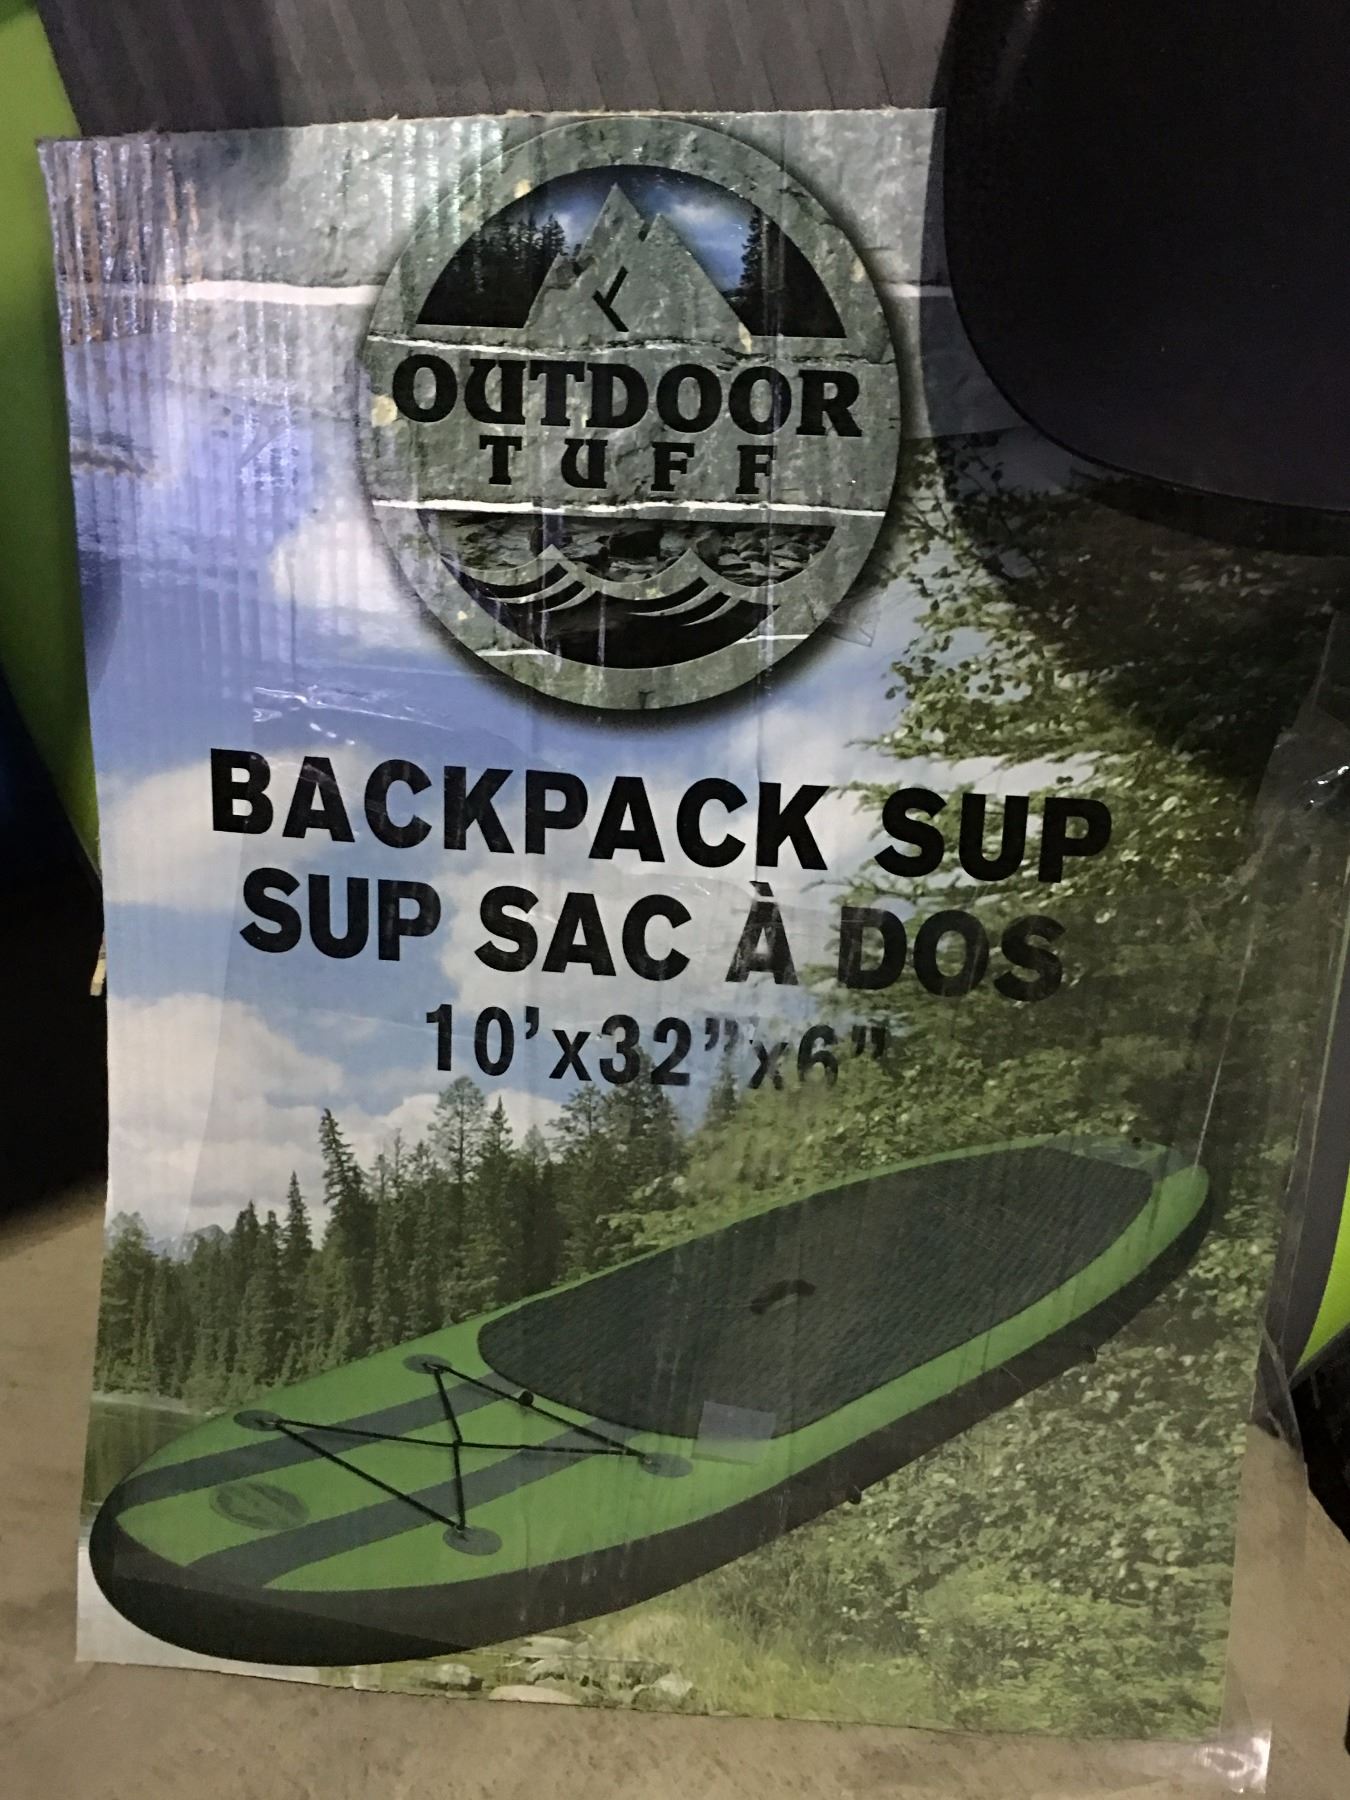 OUTDOOR
TUFF
BACKPACK SUP
SUP SAC À DOS
10'x32"x6"